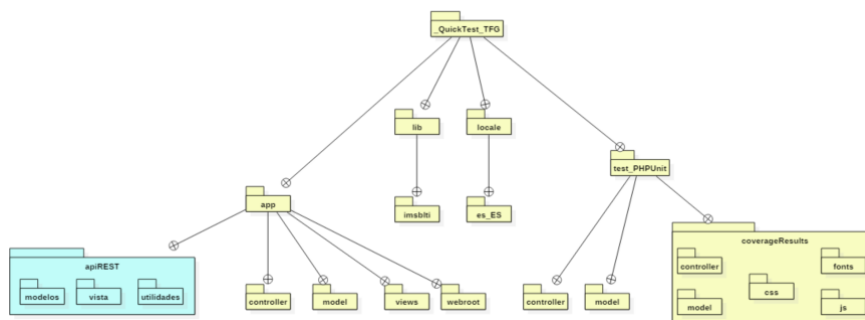 _QuickTest_TFG
lib
locale
test_PHPUnit
app
imsblti
es_ES
apiREST
modelos
vista
utilidades
controller
model
views
webroot
controller
model
coverageResults
controller
fonts
css
model
js